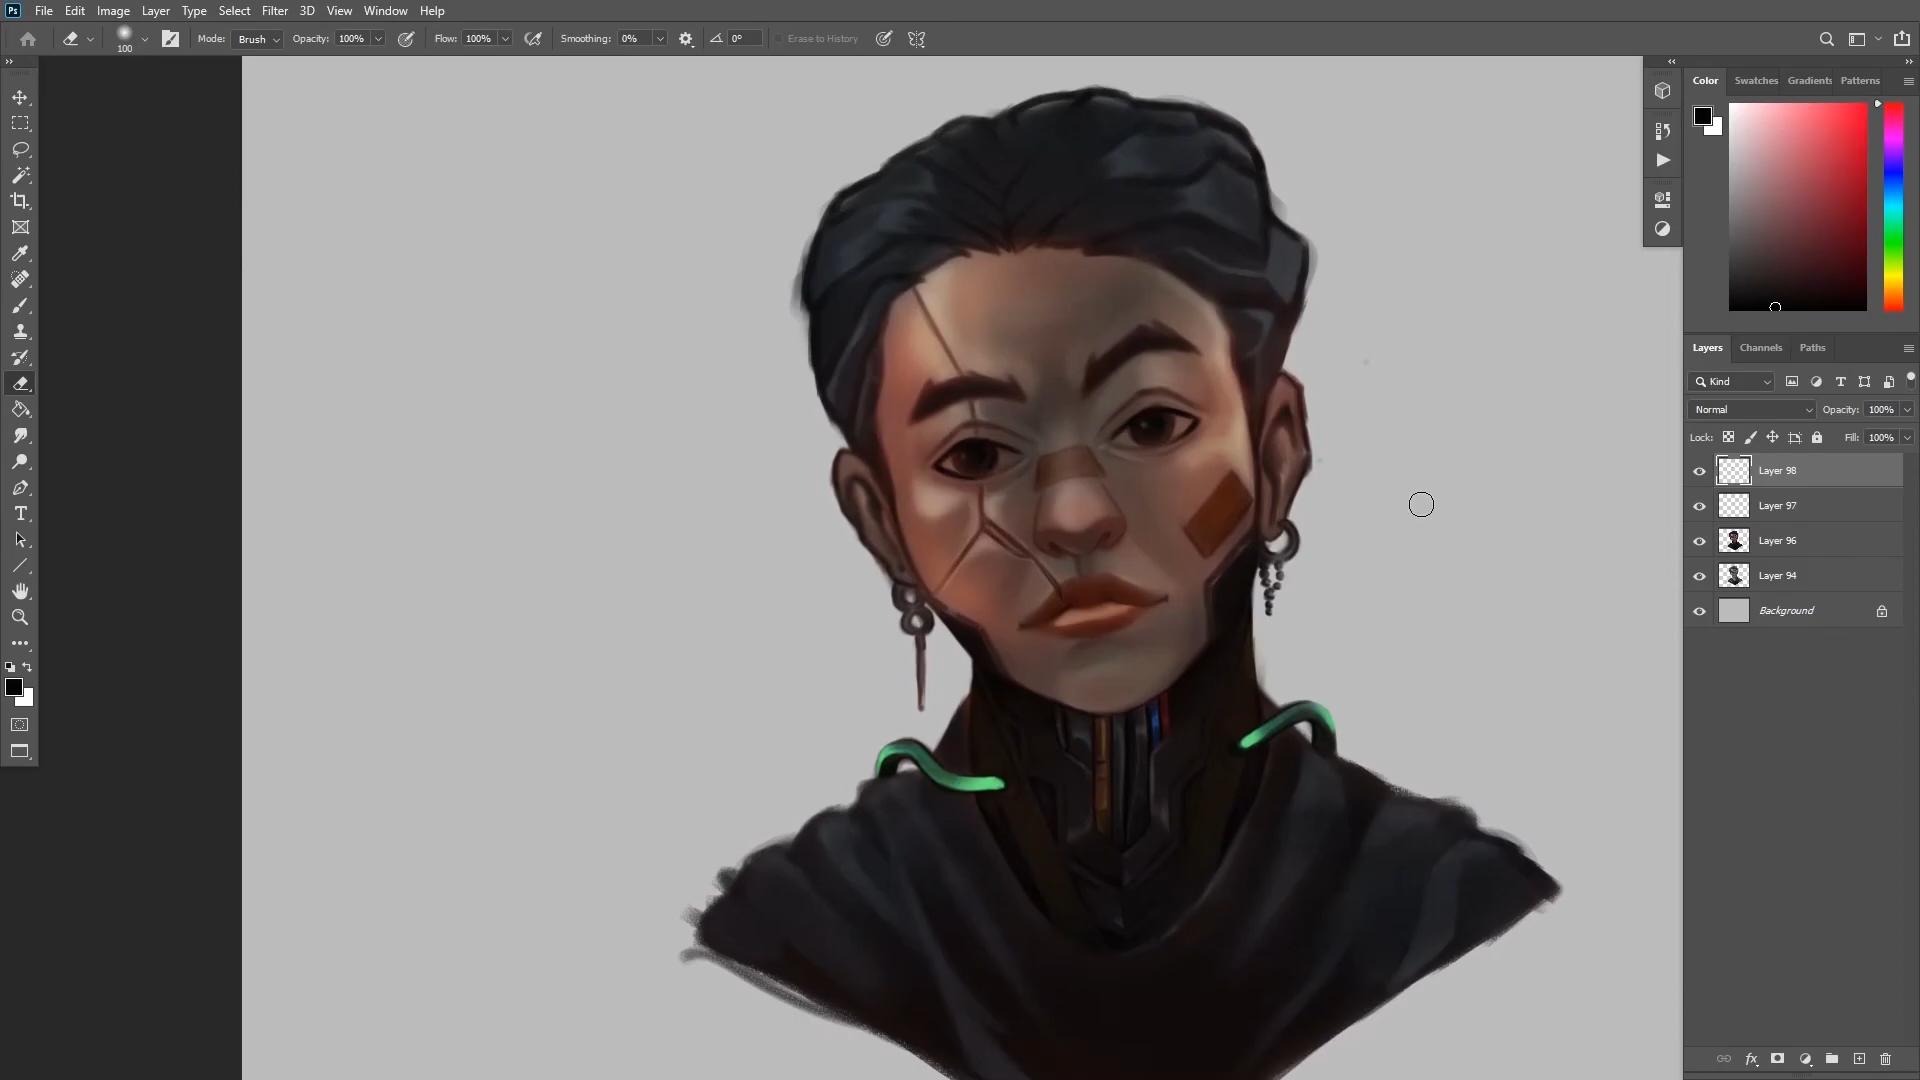 Ps File Edit Image Layer Type Select Filter 3D View Window Help
100 Mode: Brush Opacity: 100% Flow: 100% Smoothing: 0% 0° Erase to History
Color Swatches Gradients Patterns
Layers Channels Paths
Kind
Normal Opacity: 100%
Lock: Fill: 100%
Layer 98
Layer 97
Layer 96
Layer 94
Background